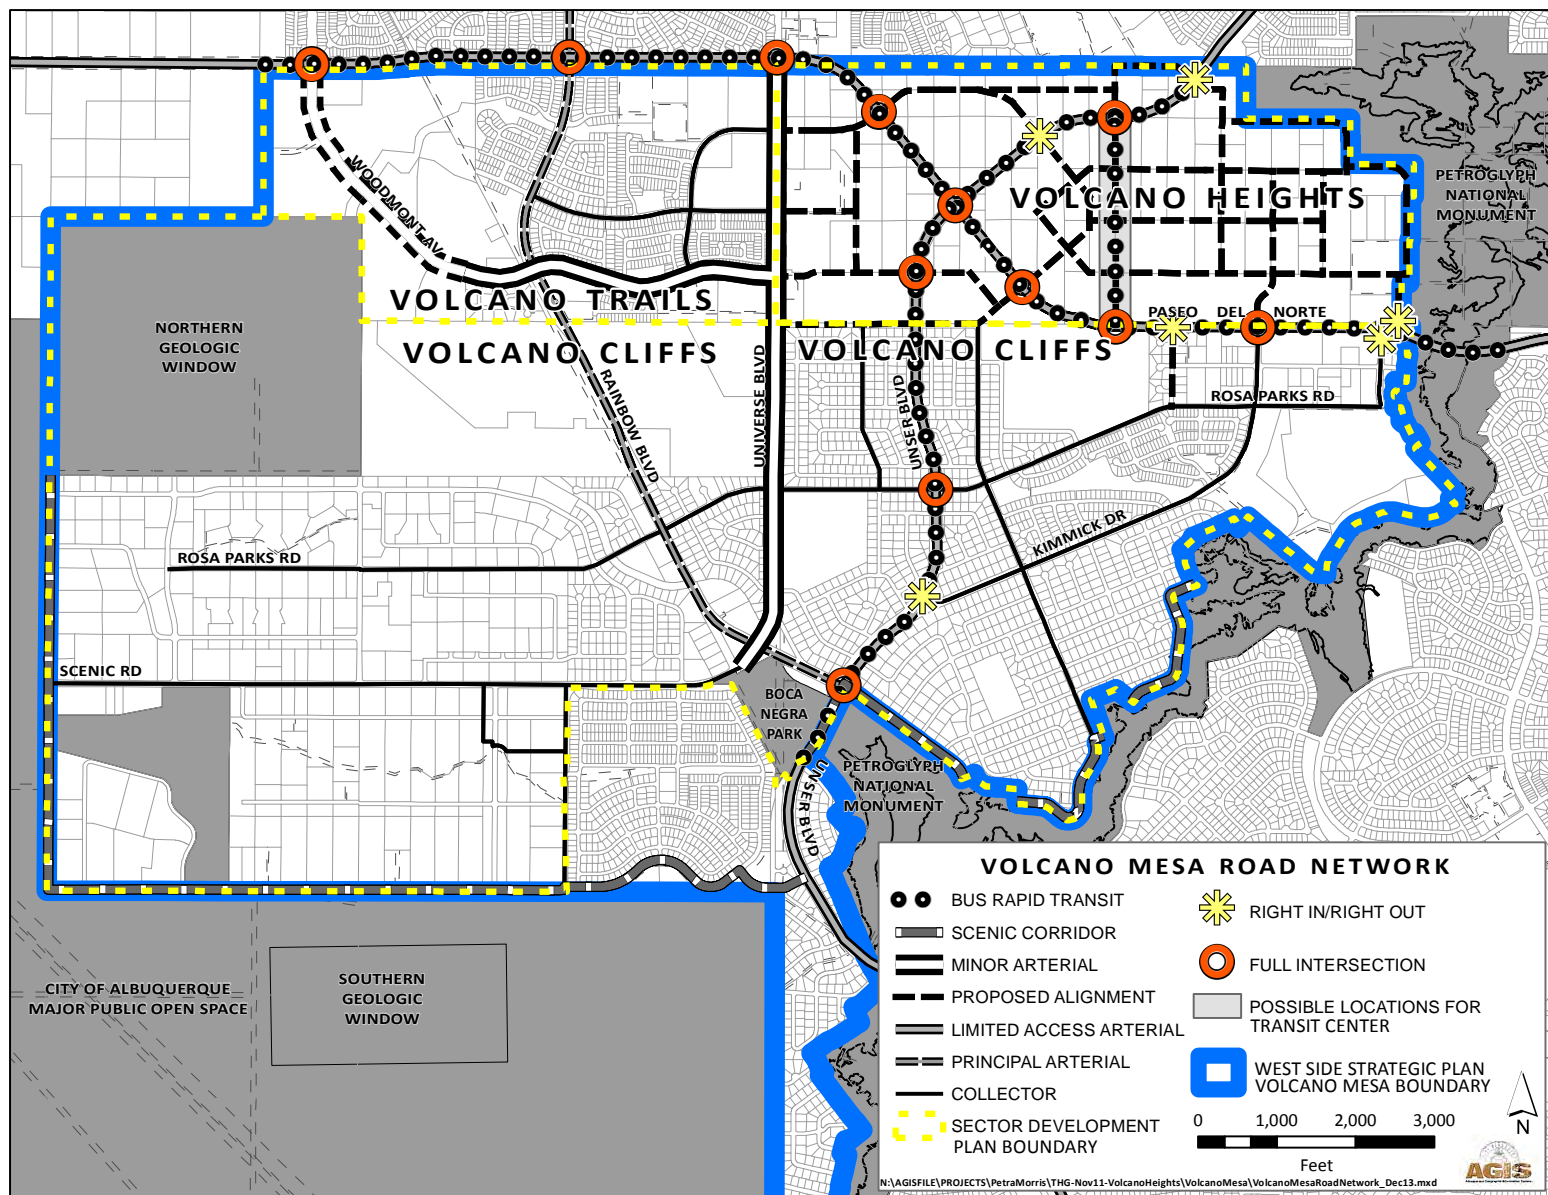 WOODMONT AV
VOLCANO HEIGHTS
PETROGLYPH
NATIONAL
MONUMENT
VOLCANO TRAILS
PASEO DEL NORTE
NORTHERN
GEOLOGIC
WINDOW
VOLCANO CLIFFS
VOLCANO CLIFFS
RAINBOW BLVD
UNIVERSE BLVD
UNSER BLVD
ROSA PARKS RD
KIMMICK DR
ROSA PARKS RD
SCENIC RD
BOCA
NEGRA
PARK
UNSER BLVD
PETROGLYPH
NATIONAL
MONUMENT
CITY OF ALBUQUERQUE
MAJOR PUBLIC OPEN SPACE
SOUTHERN
GEOLOGIC
WINDOW
VOLCANO MESA ROAD NETWORK
BUS RAPID TRANSIT
SCENIC CORRIDOR
MINOR ARTERIAL
PROPOSED ALIGNMENT
LIMITED ACCESS ARTERIAL
PRINCIPAL ARTERIAL
COLLECTOR
SECTOR DEVELOPMENT
PLAN BOUNDARY
RIGHT IN/RIGHT OUT
FULL INTERSECTION
POSSIBLE LOCATIONS FOR
TRANSIT CENTER
WEST SIDE STRATEGIC PLAN
VOLCANO MESA BOUNDARY
0 1,000 2,000 3,000
Feet
N
AGIS
N:\AGISFILE\PROJECTS\PetraMorris\THG-Nov11-VolcanoHeights\VolcanoMesa\VolcanoMesaRoadNetwork_Dec13.mxd